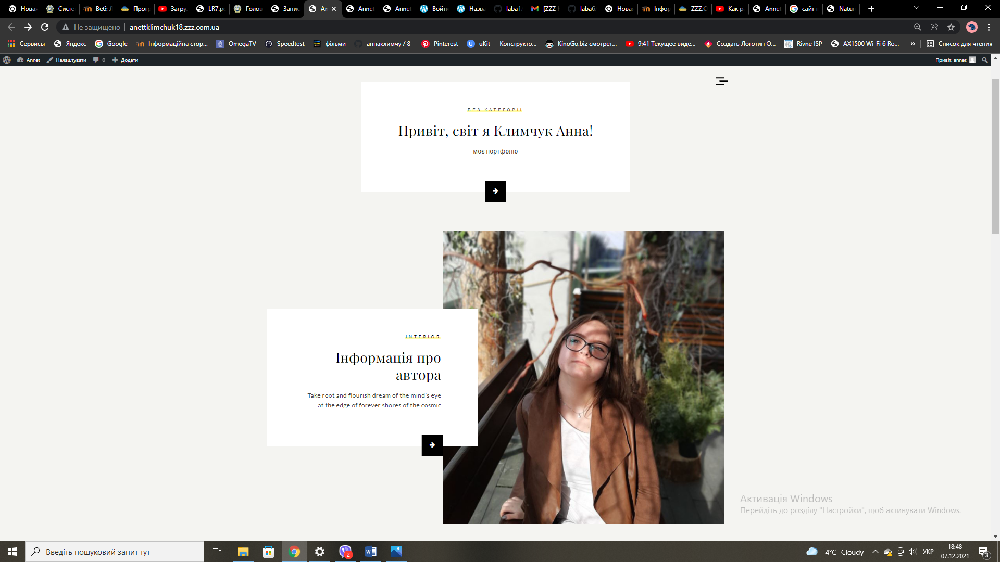 Нова
Систе
Веб: Л
Прогр
Загру
LR7.p
Голов
Запис
Ar
Annet
Annet
Войти
Назва
laba1
[ZZZ
laba6
Нова
Інфор
ZZZ.C
Как р
Annet
сайт н
Natur
Не защищено
anettklimchuk18.zzz.com.ua
Сервисы
Яндекс
Google
Інформаційна стор...
OmegaTV
Speedtest
фільми
аннаклимчу / 8-
Pinterest
uKit — Конструкто...
KinoGo.biz смотрет...
9:41 Текущее виде...
Создать Логотип О...
Rivne ISP
AX1500 Wi-Fi 6 Ro...
»
Список для чтения
Annet
Налаштувати
0
Додати
Привіт, annet
БЕЗ КАТЕГОРІЇ
Привіт, світ я Климчук Анна!
моє портфоліо
INTERIOR
Інформація про
автора
Take root and flourish dream of the mind's eye
at the edge of forever shores of the cosmic
Активація Windows
Перейдіть до розділу "Настройки", щоб активувати Windows.
Введіть пошуковий запит тут
2
-4°C Cloudy
УКР
18:48
07.12.2021
3